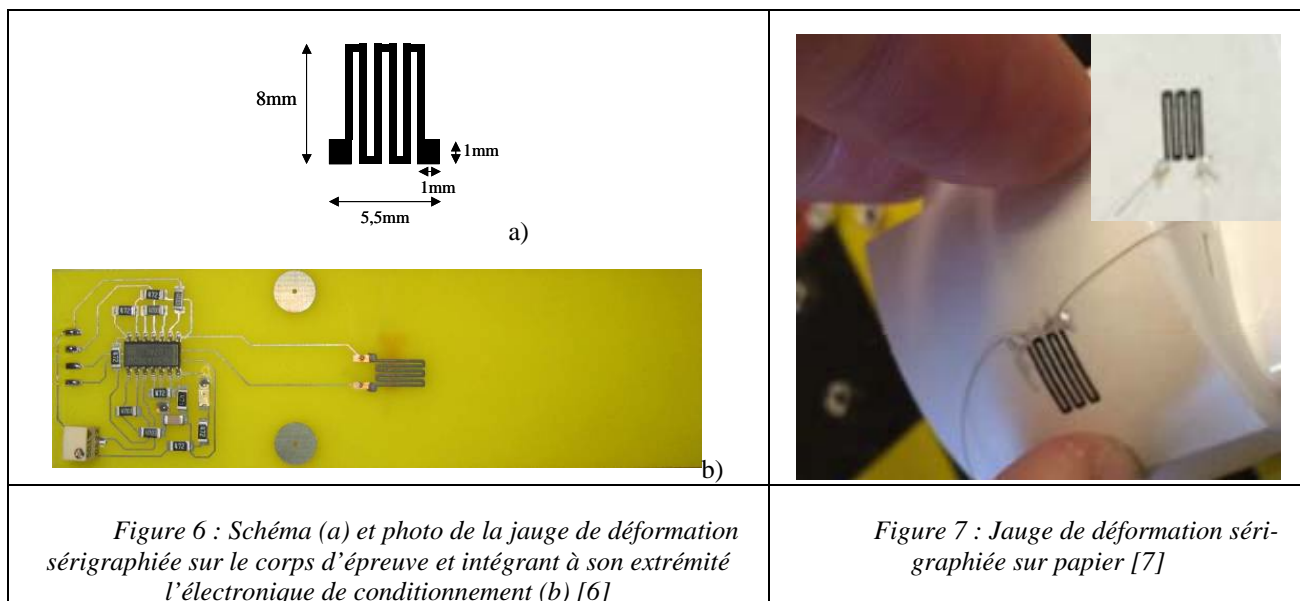 8mm
1mm
1mm
5,5mm
a)
b)
Figure 6 : Schéma (a) et photo de la jauge de déformation
sérigraphiée sur le corps d’épreuve et intégrant à son extrémité
l’électronique de conditionnement (b) [6]
Figure 7 : Jauge de déformation séri-
graphiée sur papier [7]